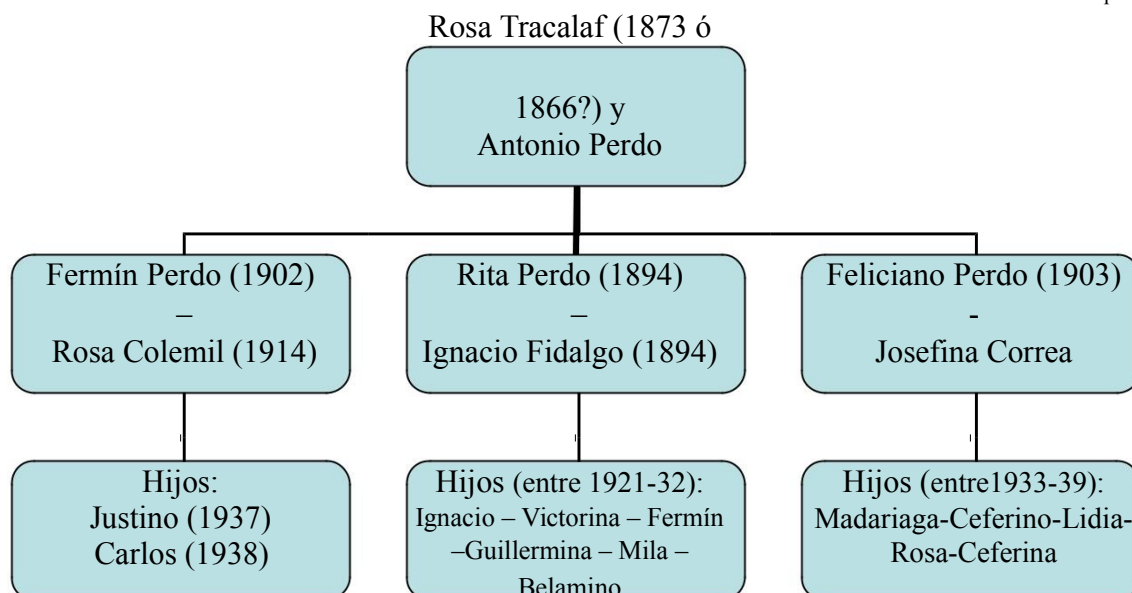 Rosa Tracalaf (1873 ó
1866?) y
Antonio Perdo
Fermín Perdo (1902)
–
Rosa Colemil (1914)
Rita Perdo (1894)
–
Ignacio Fidalgo (1894)
Feliciano Perdo (1903)
-
Josefina Correa
Hijos:
Justino (1937)
Carlos (1938)
Hijos (entre 1921-32):
Ignacio – Victorina – Fermín
–Guillermina – Mila –
Belamino
Hijos (entre1933-39):
Madariaga-Ceferino-Lidia-
Rosa-Ceferina